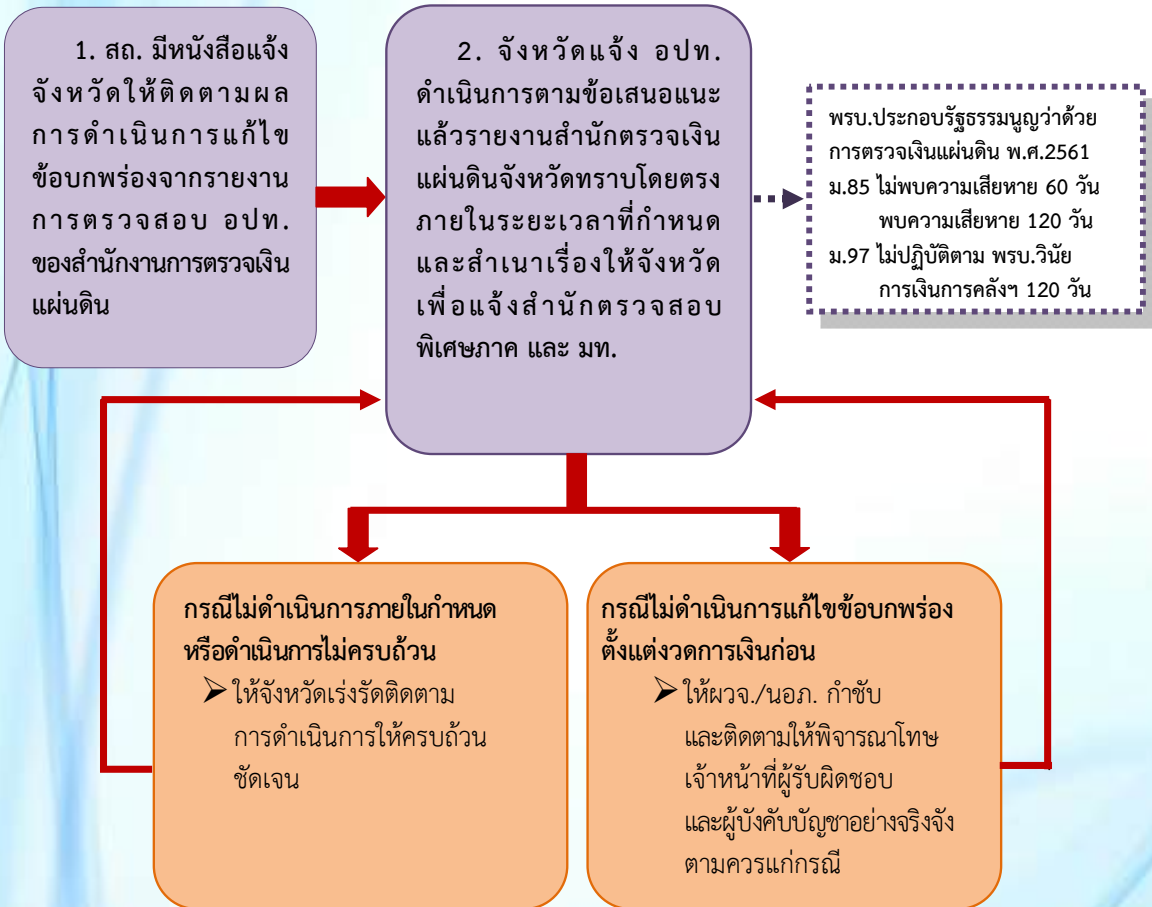 1. สถ. มีหนังสือแจ้ง
จังหวัดให้ติดตามผล
การดำเนินการแก้ไข
ข้อบกพร่องจากรายงาน
การตรวจสอบ อปท.
ของสำนักงานการตรวจเงิน
แผ่นดิน
2. จังหวัดแจ้ง อปท.
ดำเนินการตามข้อเสนอแนะ
แล้วรายงานสำนักตรวจเงิน
แผ่นดินจังหวัดทราบโดยตรง
ภายในระยะเวลาที่กำหนด
และสำเนาเรื่องให้จังหวัด
เพื่อแจ้งสำนักตรวจสอบ
พิเศษภาค และ มท.
พรบ.ประกอบรัฐธรรมนูญว่าด้วย
การตรวจเงินแผ่นดิน พ.ศ.2561
ม.85 ไม่พบความเสียหาย 60 วัน
พบความเสียหาย 120 วัน
ม.97 ไม่ปฏิบัติตาม พรบ.วินัย
การเงินการคลังฯ 120 วัน
กรณีไม่ดำเนินการภายในกำหนด
หรือดำเนินการไม่ครบถ้วน
➢ ให้จังหวัดเร่งรัดติดตาม
การดำเนินการให้ครบถ้วน
ชัดเจน
กรณีไม่ดำเนินการแก้ไขข้อบกพร่อง
ตั้งแต่งวดการเงินก่อน
➢ ให้ผวจ./นอภ. กำชับ
และติดตามให้พิจารณาโทษ
เจ้าหน้าที่ผู้รับผิดชอบ
และผู้บังคับบัญชาอย่างจริงจัง
ตามควรแก่กรณี